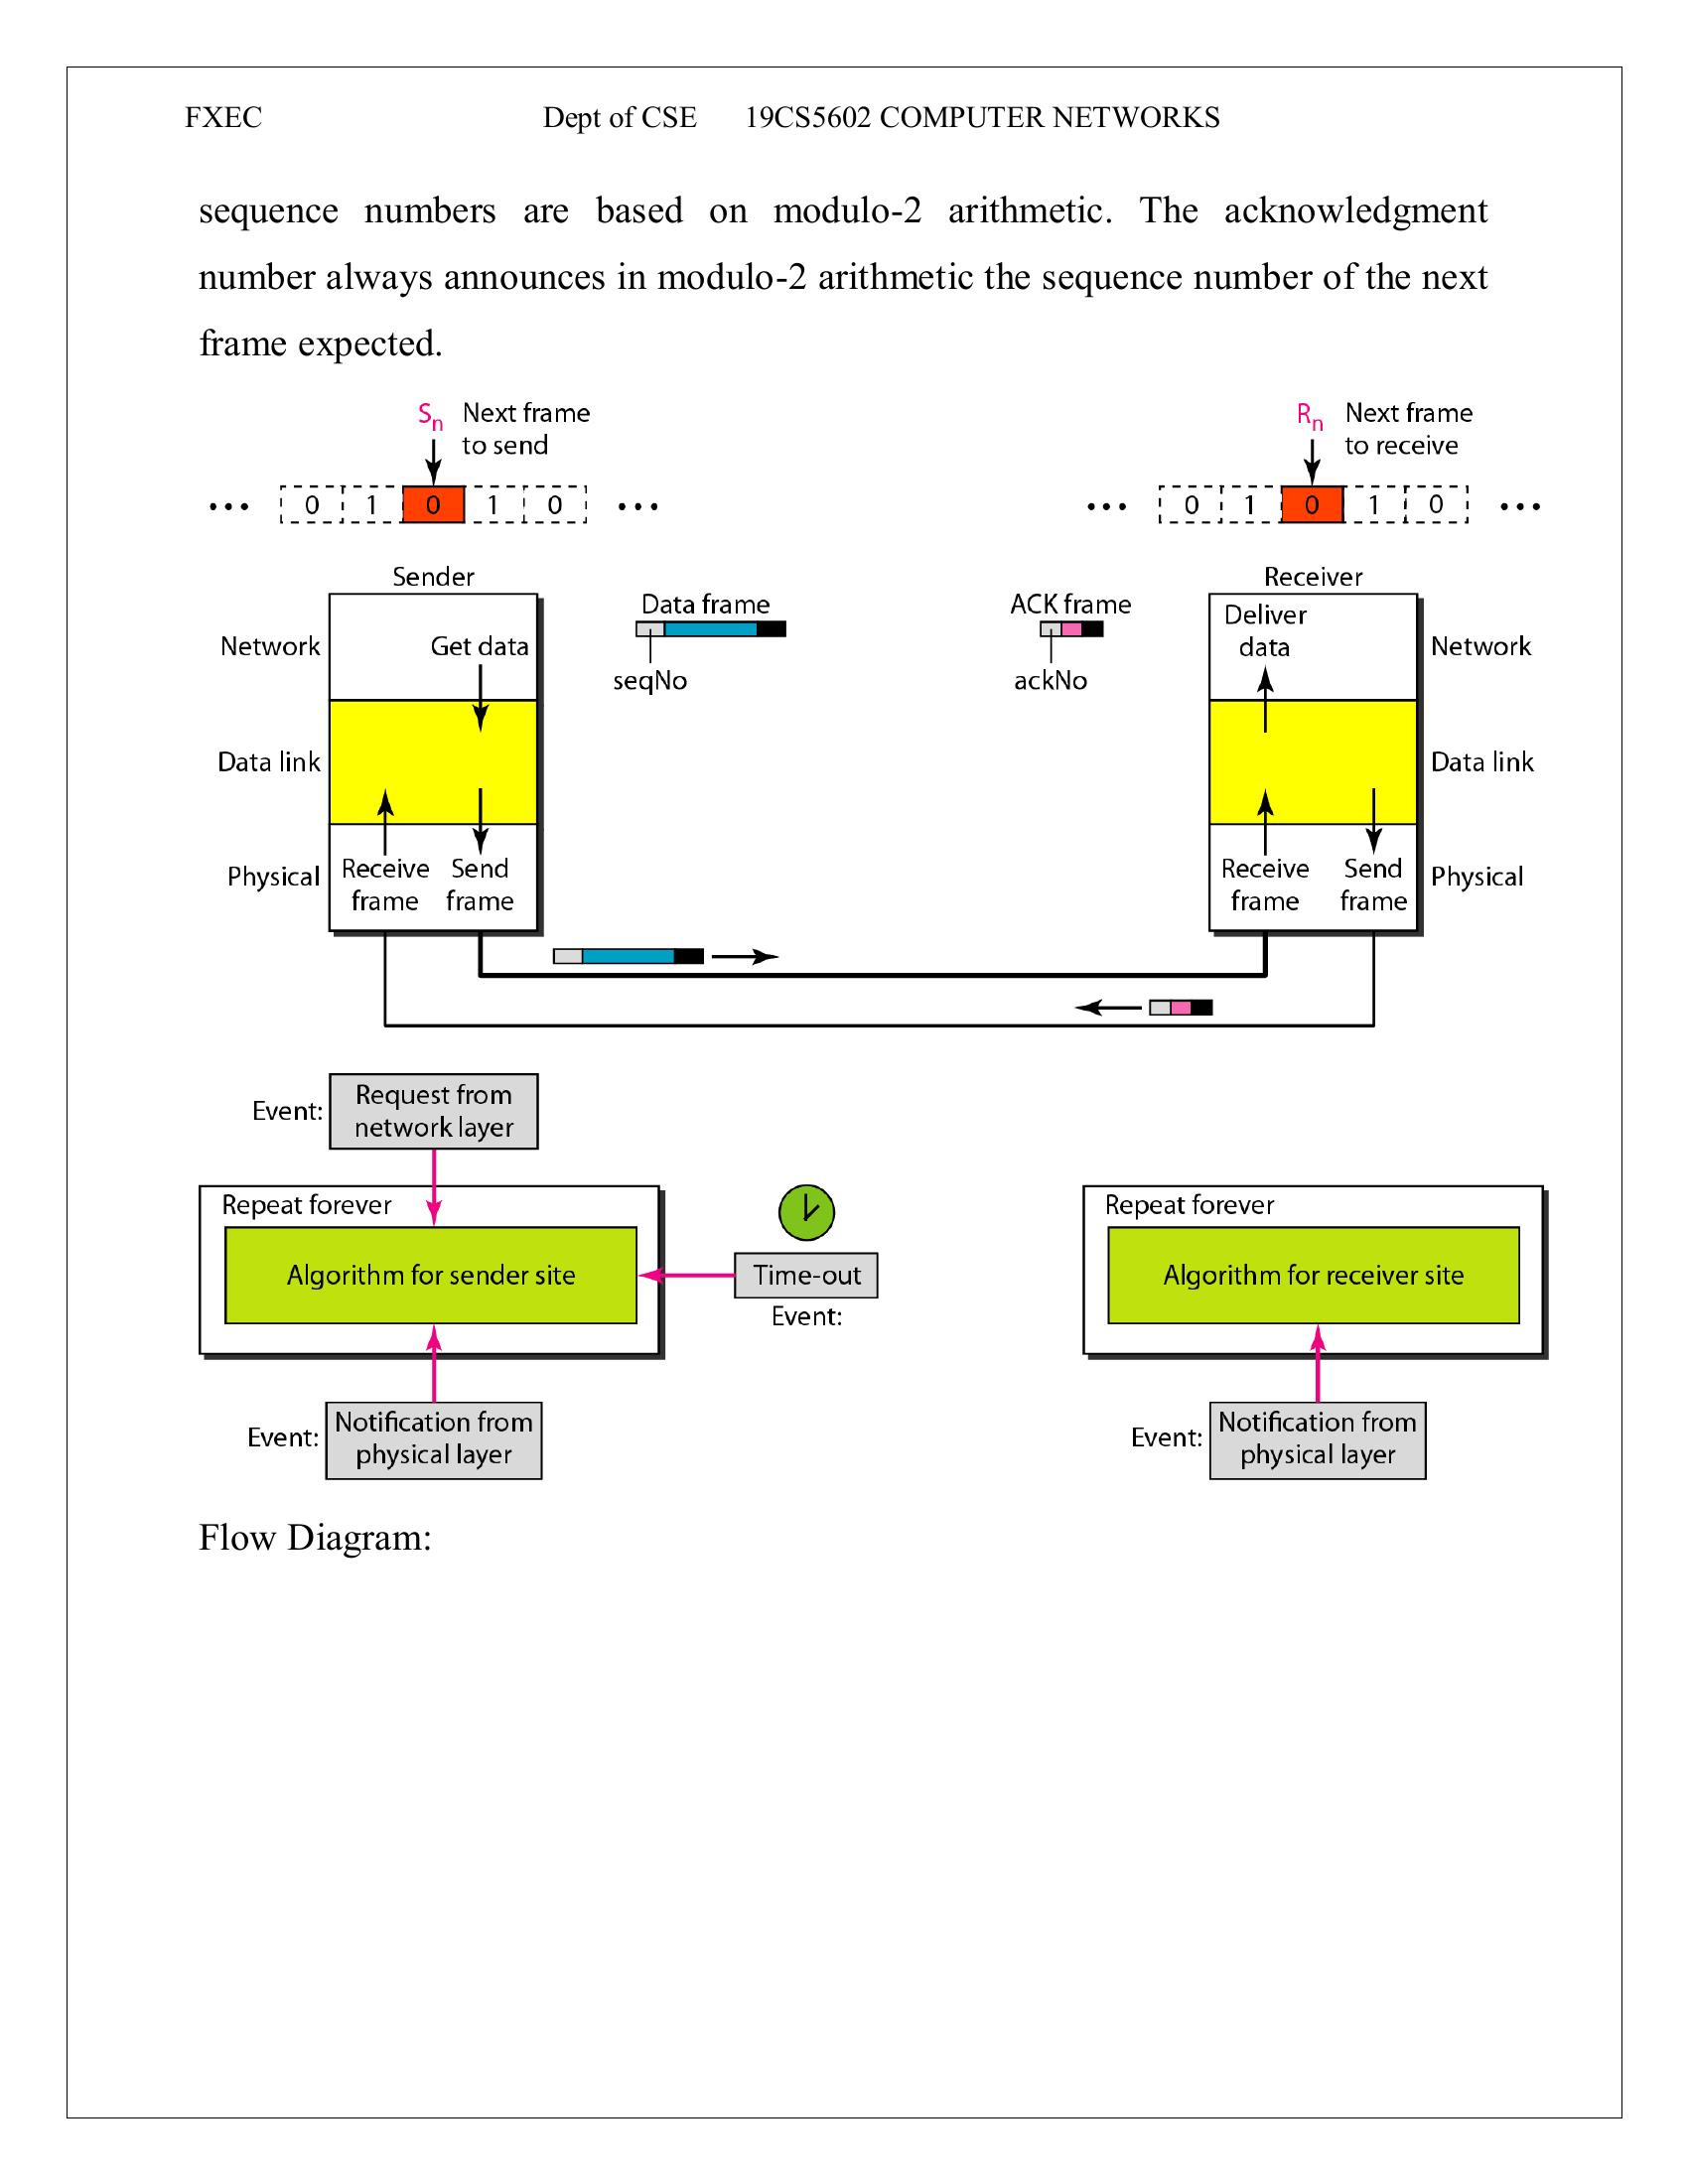 FXEC Dept of CSE 19CS5602 COMPUTER NETWORKS
sequence numbers are based on modulo-2 arithmetic. The acknowledgment
number always announces in modulo-2 arithmetic the sequence number of the next
frame expected.
Sn Next frame
to send
Rn Next frame
to receive
... 0 1 0 1 0 ...
... 0 1 0 1 0 ...
Sender
Receiver
Data frame
seqNo
ACK frame
ackNo
Network
Get data
Deliver
data
Network
Data link
Data link
Physical
Receive
frame
Send
frame
Receive
frame
Send
frame
Physical
Event:
Request from
network layer
Repeat forever
Algorithm for sender site
Time-out
Event:
Repeat forever
Algorithm for receiver site
Event:
Notification from
physical layer
Event:
Notification from
physical layer
Flow Diagram: